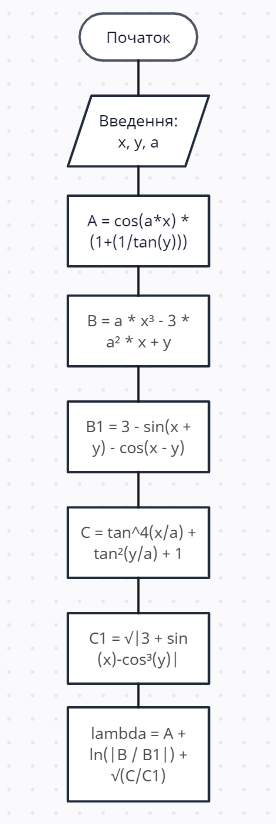 Початок
Введення:
x, y, a
A = cos(a*x) *
(1+(1/tan(y)))
B = a * x³ - 3 *
a² * x + y
B1 = 3 - sin(x +
y) - cos(x - y)
C = tan^4(x/a) +
tan²(y/a) + 1
C1 = √|3 + sin
(x)-cos³(y)|
lambda = A +
ln(|B / B1|) +
√(C/C1)